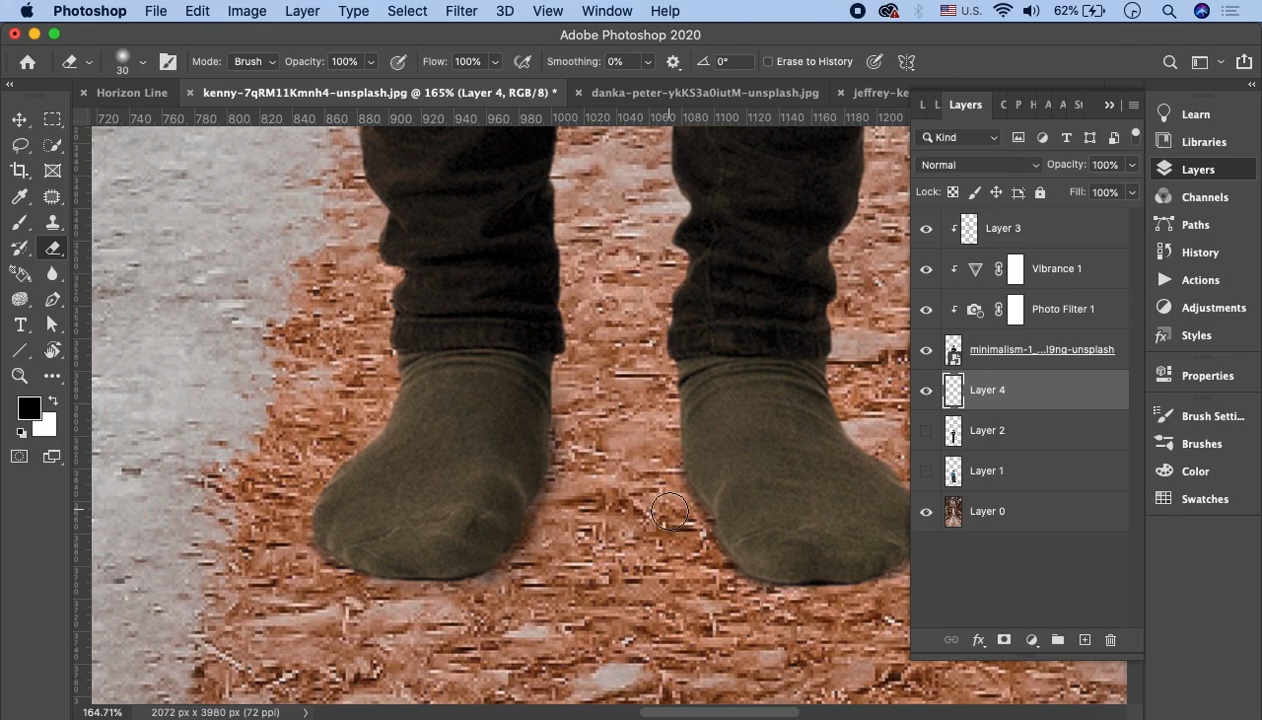 Photoshop File Edit Image Layer Type Select Filter 3D View Window Help U.S. 62%
Adobe Photoshop 2020
30 Mode: Brush Opacity: 100% Flow: 100% Smoothing: 0% 0° Erase to History
× Horizon Line × kenny-7qRM11Kmnh4-unsplash.jpg @ 165% (Layer 4, RGB/8) * × danka-peter-ykKS3a0iutM-unsplash.jpg × jeffrey-ke
720 740 760 780 800 820 840 860 880 900 920 940 960 980 1000 1020 1040 1060 1080 1100 1120 1140 1160 1180 1200
L L Layers C P H A A St
Kind
Normal Opacity: 100%
Lock: Fill: 100%
Layer 3
Vibrance 1
Photo Filter 1
minimalism-1_...l9ng-unsplash
Layer 4
Layer 2
Layer 1
Layer 0
fx
Learn
Libraries
Layers
Channels
Paths
History
Actions
Adjustments
Styles
Properties
Brush Setti...
Brushes
Color
Swatches
164.71% 2072 px x 3980 px (72 ppi)